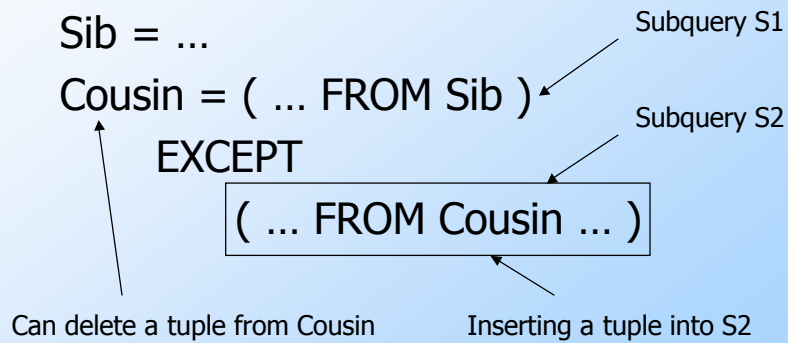 Sib = …
Subquery S1
Cousin = ( … FROM Sib )
Subquery S2
EXCEPT
( … FROM Cousin … )
Can delete a tuple from Cousin
Inserting a tuple into S2